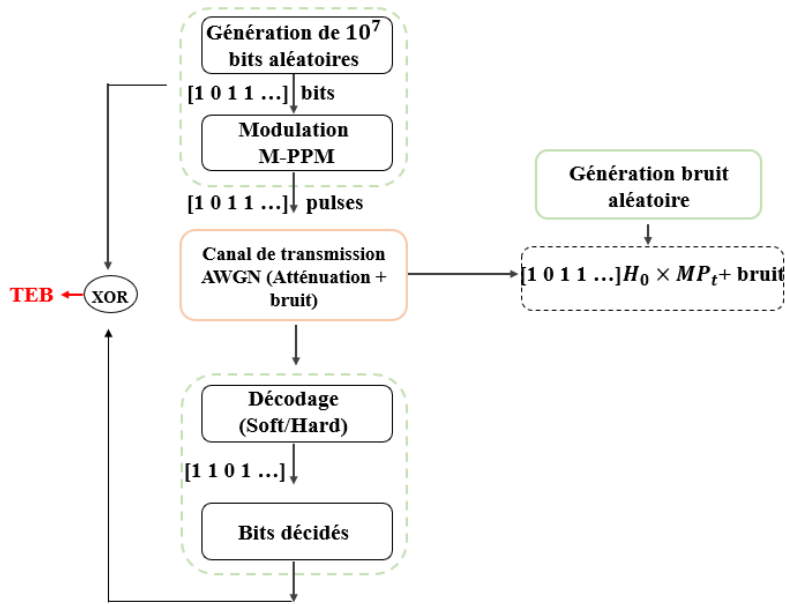 Génération de 10⁷
bits aléatoires
[1 0 1 1 …] bits
Modulation
M-PPM
[1 0 1 1 …] pulses
Génération bruit
aléatoire
Canal de transmission
AWGN (Atténuation +
bruit)
[1 0 1 1 …]H₀ × MPₜ+ bruit
TEB
XOR
Décodage
(Soft/Hard)
[1 1 0 1 …]
Bits décidés